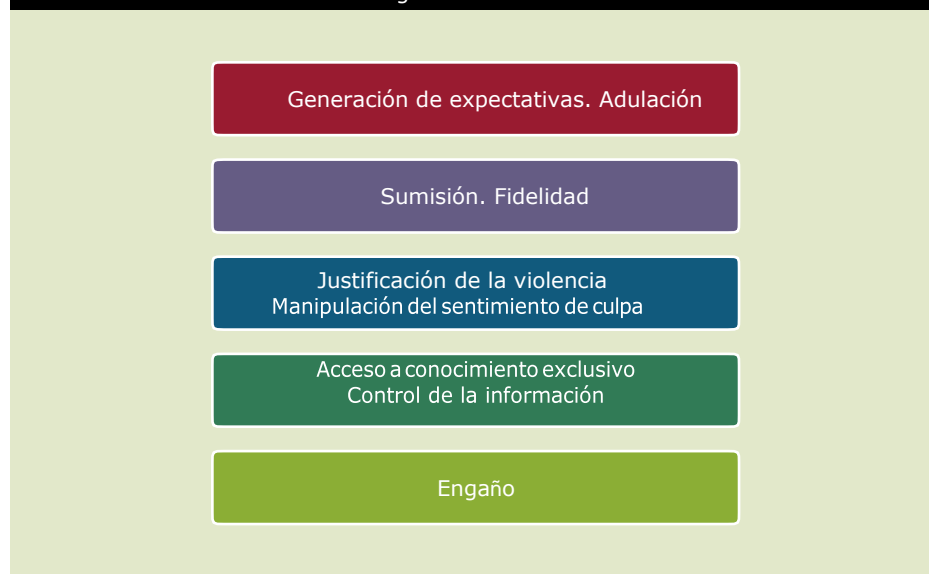 Generación de expectativas. Adulación
Sumisión. Fidelidad
Justificación de la violencia
Manipulación del sentimiento de culpa
Acceso a conocimiento exclusivo
Control de la información
Engaño